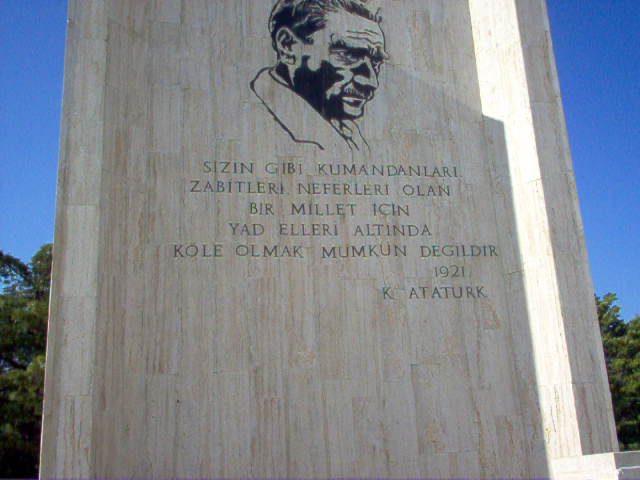 SIZIN GIBI KUMANDANLARI.
ZABITLERI, NEFERLERI OLAN
BIR MILLET IÇIN
YAD ELLERI ALTINDA
KOLE OLMAK MUMKUN DEGILDIR
1921
K ATATURK